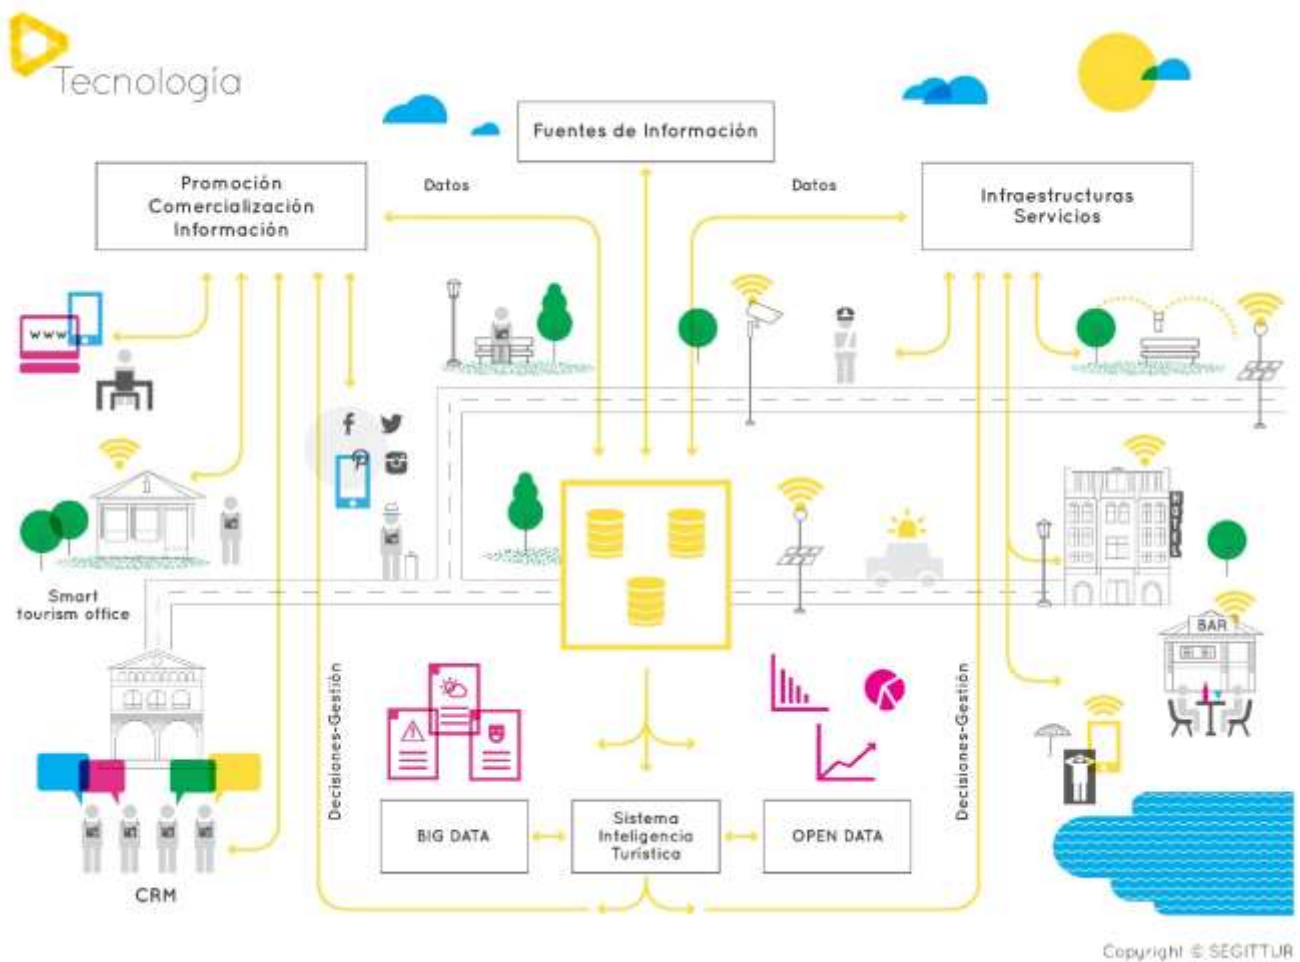 Tecnología
Fuentes de Información
Promoción
Comercialización
Información
Datos
Datos
Infraestructuras
Servicios
www
HOTEL
i
Smart
tourism office
BAR
Decisiones-Gestión
Decisiones-Gestión
BIG DATA
Sistema
Inteligencia
Turística
OPEN DATA
CRM
Copyright © SEGITTUR